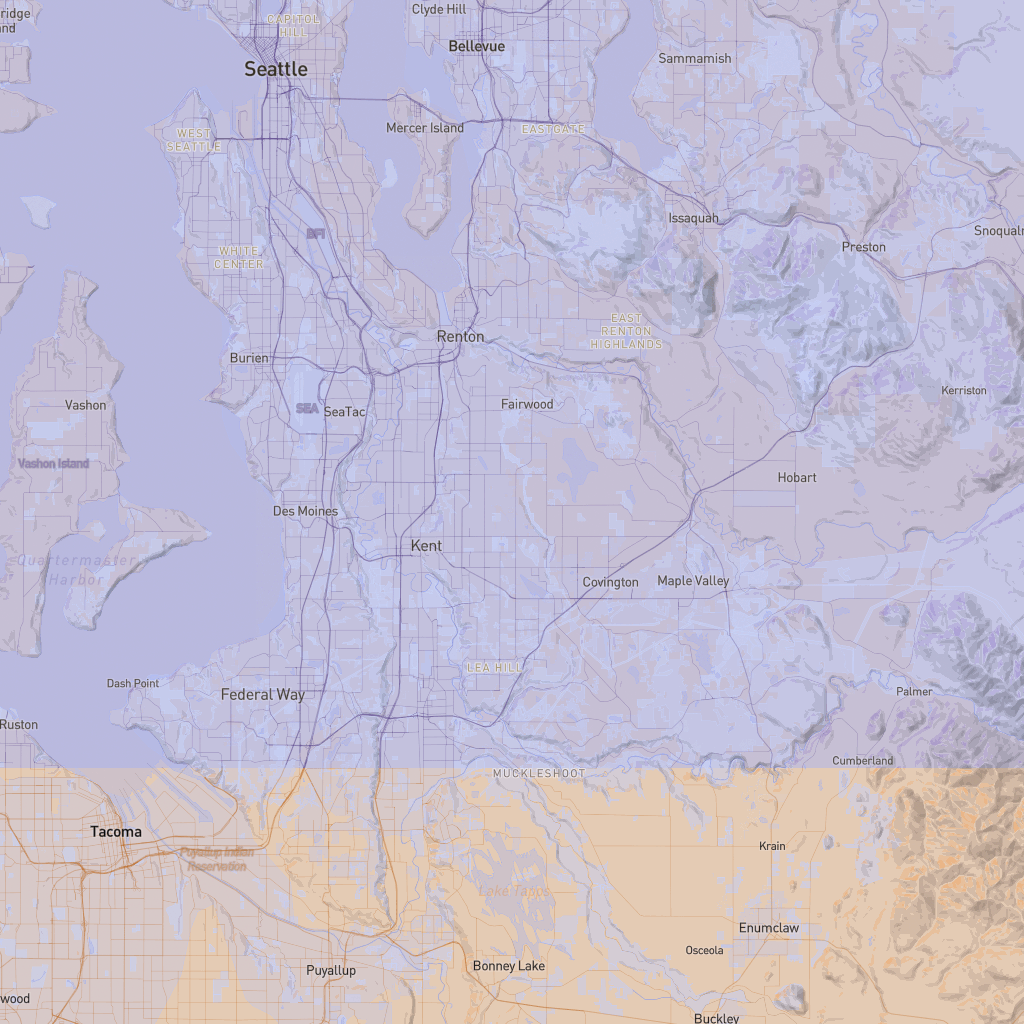 Clyde Hill
CAPITOL
HILL
Bellevue
Seattle
Sammamish
Mercer Island
EASTGATE
WEST
SEATTLE
Issaquah
BFI
Preston
WHITE
CENTER
EAST
RENTON
HIGHLANDS
Renton
Burien
Kerriston
Vashon
SEA
SeaTac
Fairwood
Vashon Island
Hobart
Des Moines
Kent
Quartermaster
Harbor
Covington
Maple Valley
LEA HILL
Dash Point
Federal Way
Palmer
Ruston
Cumberland
MUCKLESHOOT
Tacoma
Puyallup Indian
Reservation
Krain
Lake Tapps
Enumclaw
Osceola
Puyallup
Bonney Lake
wood
Buckley